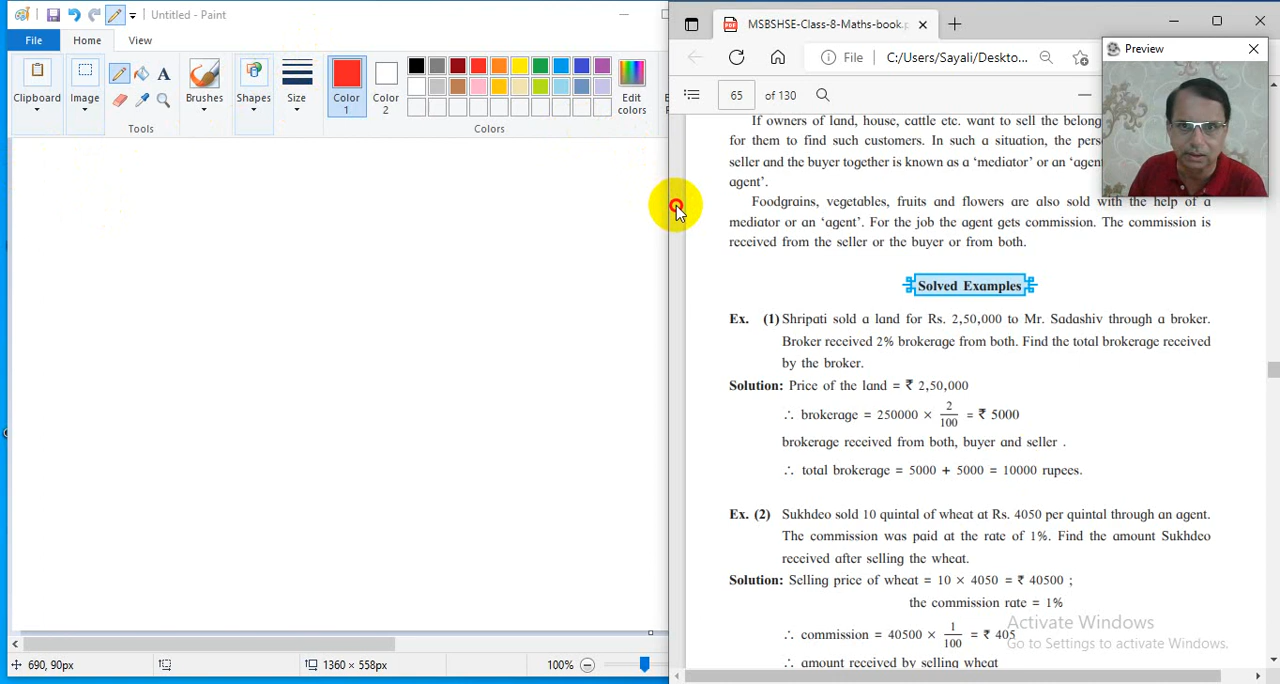 Untitled - Paint
File
Home
View
Clipboard
Image
Tools
Brushes
Shapes
Size
Color 1
Color 2
Edit colors
Colors
690, 90px
1360 × 558px
100%
MSBSHSE-Class-8-Maths-book.
File
C:/Users/Sayali/Deskto...
65
of 130
Preview
If owners of land, house, cattle etc. want to sell the belong
for them to find such customers. In such a situation, the pers
seller and the buyer together is known as a ‘mediator’ or an ‘agen
agent’.
Foodgrains, vegetables, fruits and flowers are also sold with the help of a
mediator or an ‘agent’. For the job the agent gets commission. The commission is
received from the seller or the buyer or from both.
Solved Examples
Ex. (1) Shripati sold a land for Rs. 2,50,000 to Mr. Sadashiv through a broker.
Broker received 2% brokerage from both. Find the total brokerage received
by the broker.
Solution: Price of the land = ₹ 2,50,000
∴ brokerage = 250000 × 2/100 = ₹ 5000
brokerage received from both, buyer and seller .
∴ total brokerage = 5000 + 5000 = 10000 rupees.
Ex. (2) Sukhdeo sold 10 quintal of wheat at Rs. 4050 per quintal through an agent.
The commission was paid at the rate of 1%. Find the amount Sukhdeo
received after selling the wheat.
Solution: Selling price of wheat = 10 × 4050 = ₹ 40500 ;
the commission rate = 1%
∴ commission = 40500 × 1/100 = ₹ 405
∴ amount received by selling wheat
Activate Windows
Go to Settings to activate Windows.